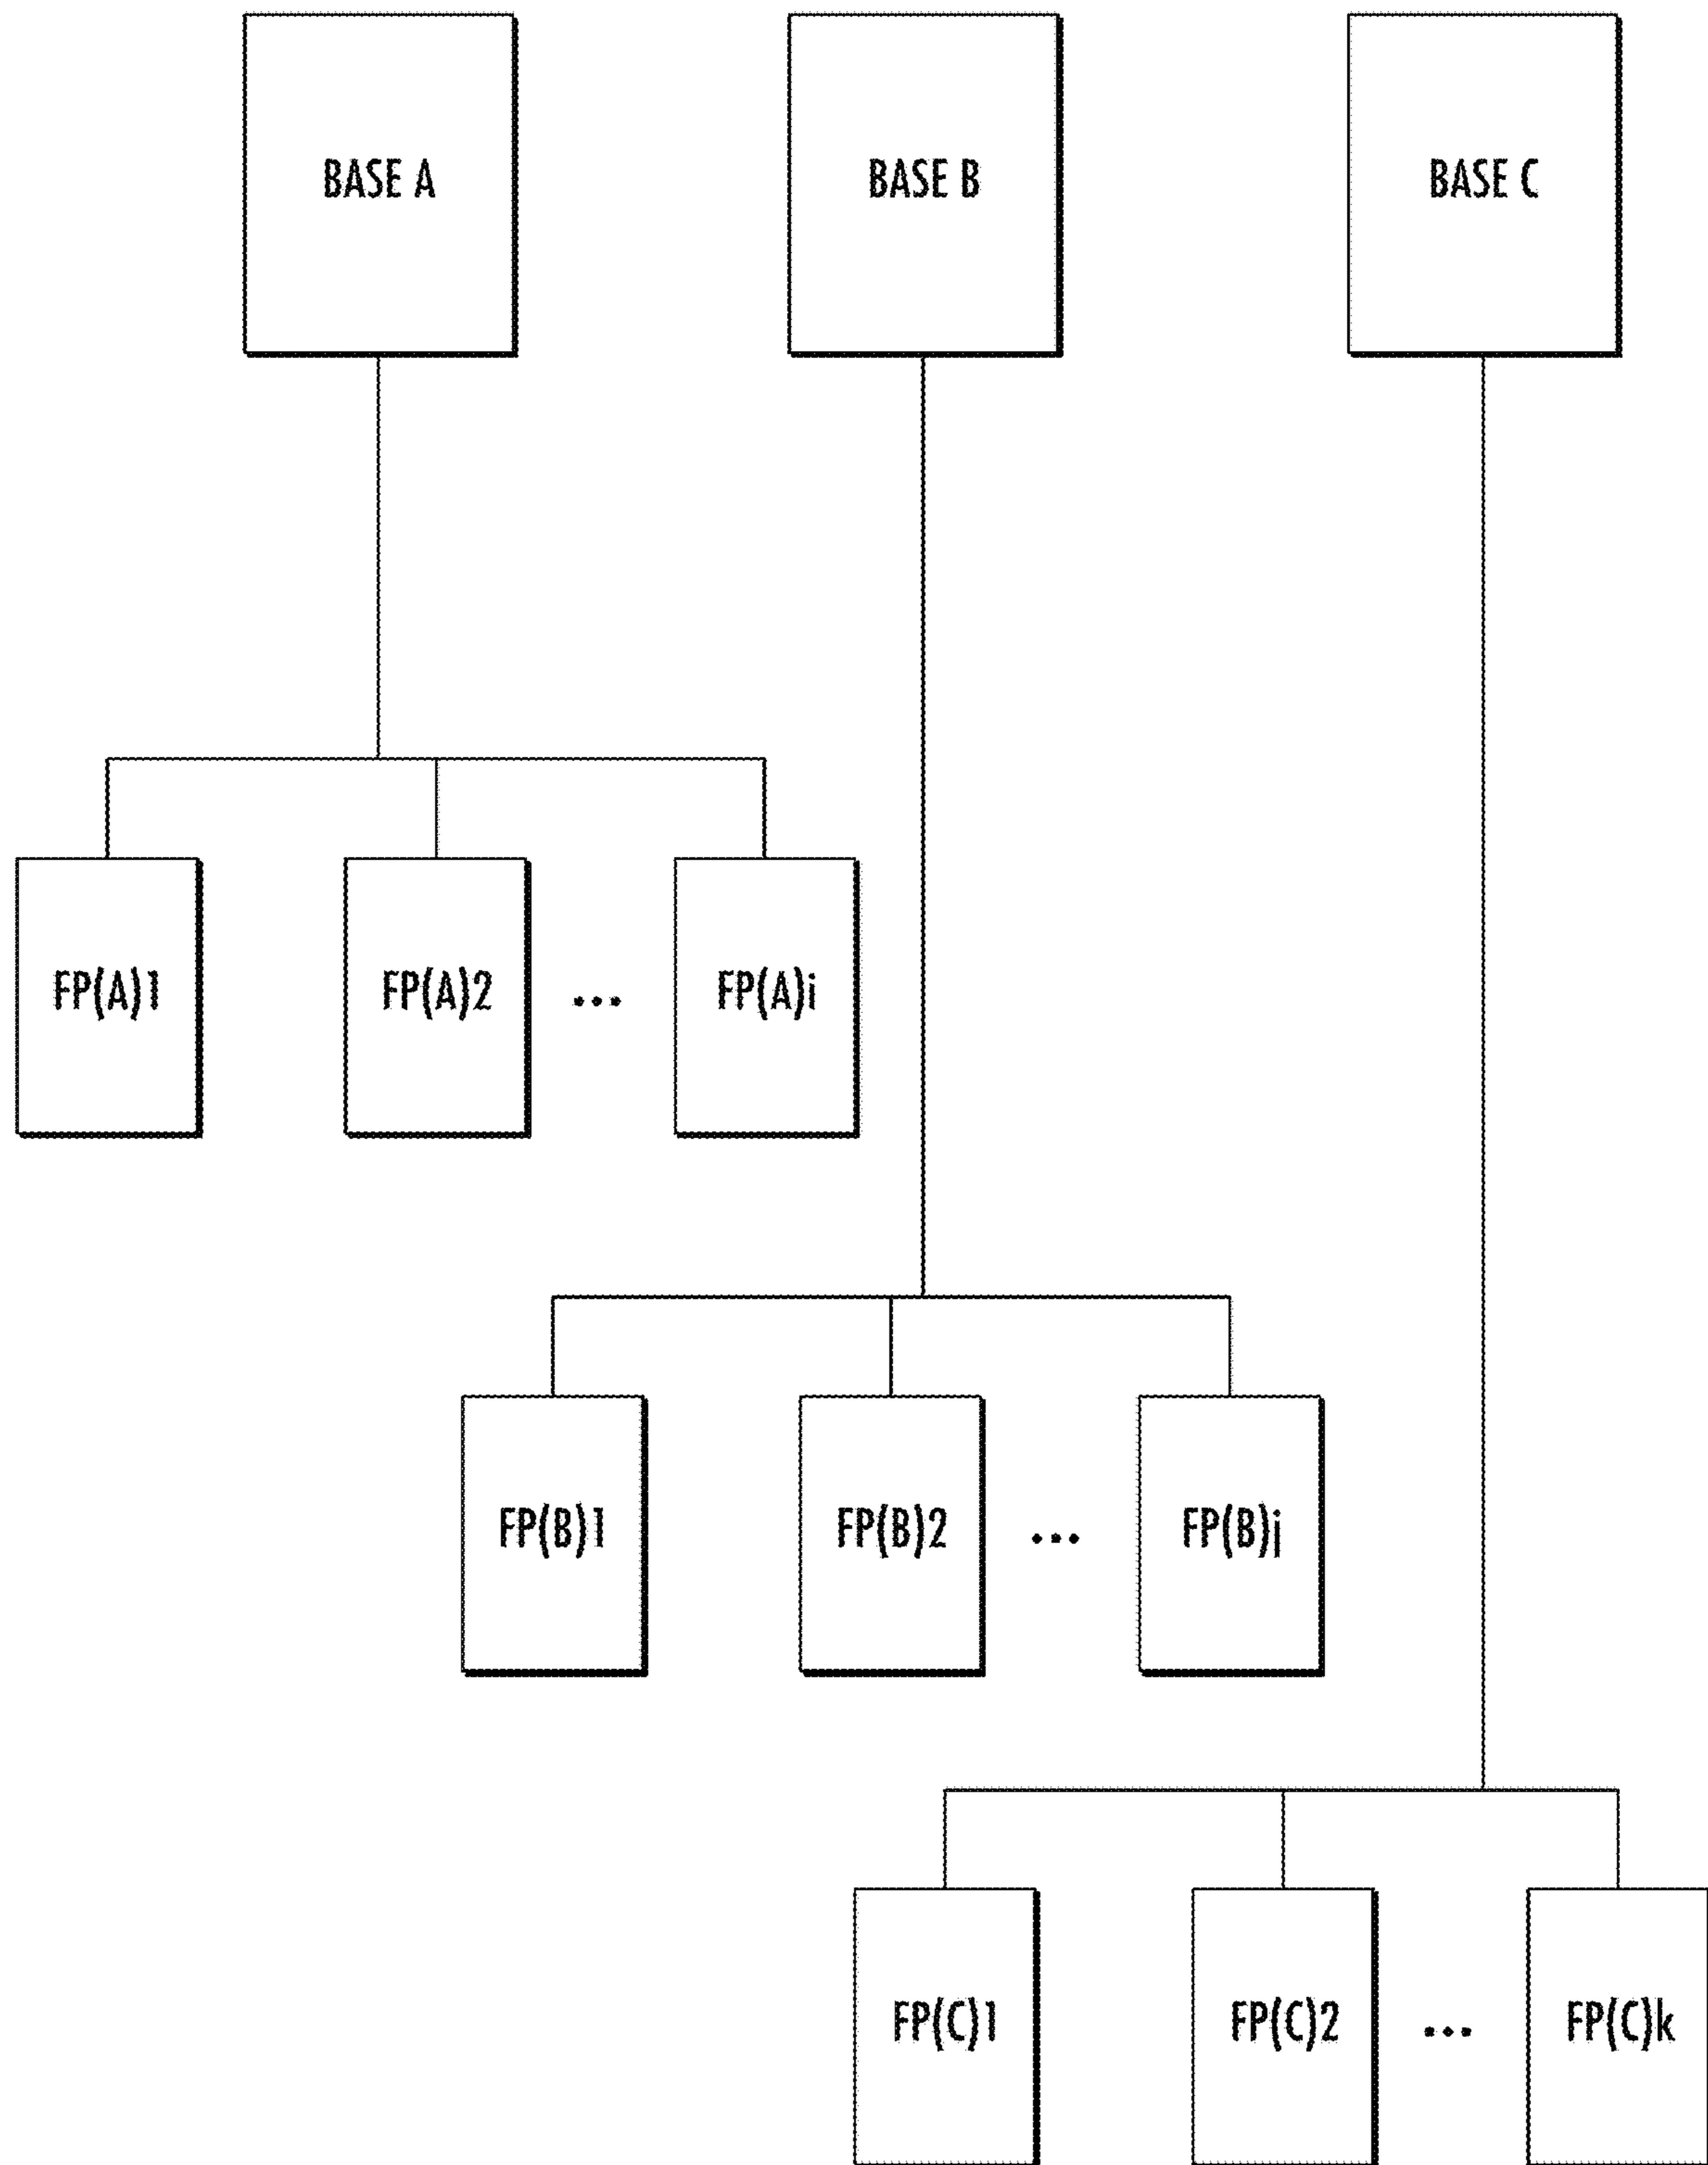 BASE A
BASE B
BASE C
FP(A)1
FP(A)2
...
FP(A)i
FP(B)1
FP(B)2
...
FP(B)j
FP(C)1
FP(C)2
...
FP(C)k